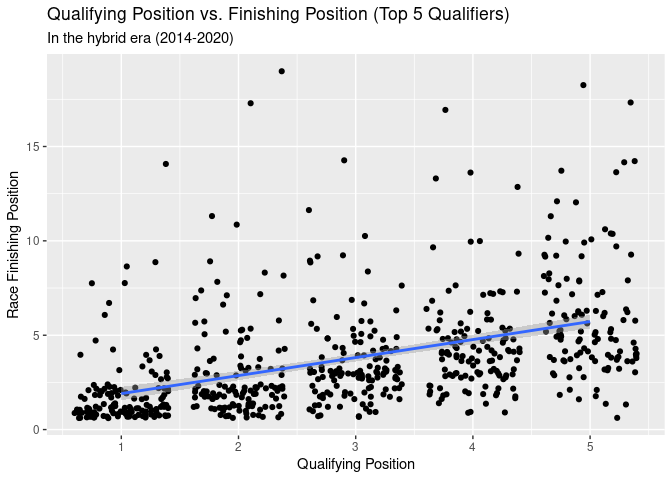 Qualifying Position vs. Finishing Position (Top 5 Qualifiers)
In the hybrid era (2014-2020)
Race Finishing Position
15
10
5
0
1 2 3 4 5
Qualifying Position